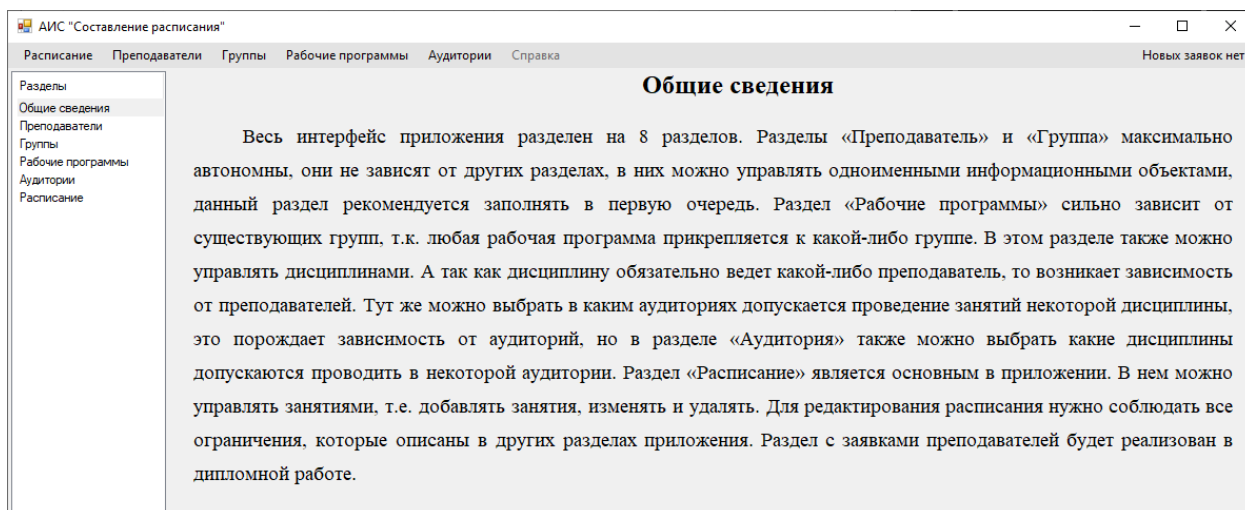 АИС "Составление расписания"
Расписание Преподаватели Группы Рабочие программы Аудитории Справка Новых заявок нет
Разделы
Общие сведения
Преподаватели
Группы
Рабочие программы
Аудитории
Расписание
Общие сведения
Весь интерфейс приложения разделен на 8 разделов. Разделы «Преподаватель» и «Группа» максимально
автономны, они не зависят от других разделах, в них можно управлять одноименными информационными объектами,
данный раздел рекомендуется заполнять в первую очередь. Раздел «Рабочие программы» сильно зависит от
существующих групп, т.к. любая рабочая программа прикрепляется к какой-либо группе. В этом разделе также можно
управлять дисциплинами. А так как дисциплину обязательно ведет какой-либо преподаватель, то возникает зависимость
от преподавателей. Тут же можно выбрать в каким аудиториях допускается проведение занятий некоторой дисциплины,
это порождает зависимость от аудиторий, но в разделе «Аудитория» также можно выбрать какие дисциплины
допускаются проводить в некоторой аудитории. Раздел «Расписание» является основным в приложении. В нем можно
управлять занятиями, т.е. добавлять занятия, изменять и удалять. Для редактирования расписания нужно соблюдать все
ограничения, которые описаны в других разделах приложения. Раздел с заявками преподавателей будет реализован в
дипломной работе.